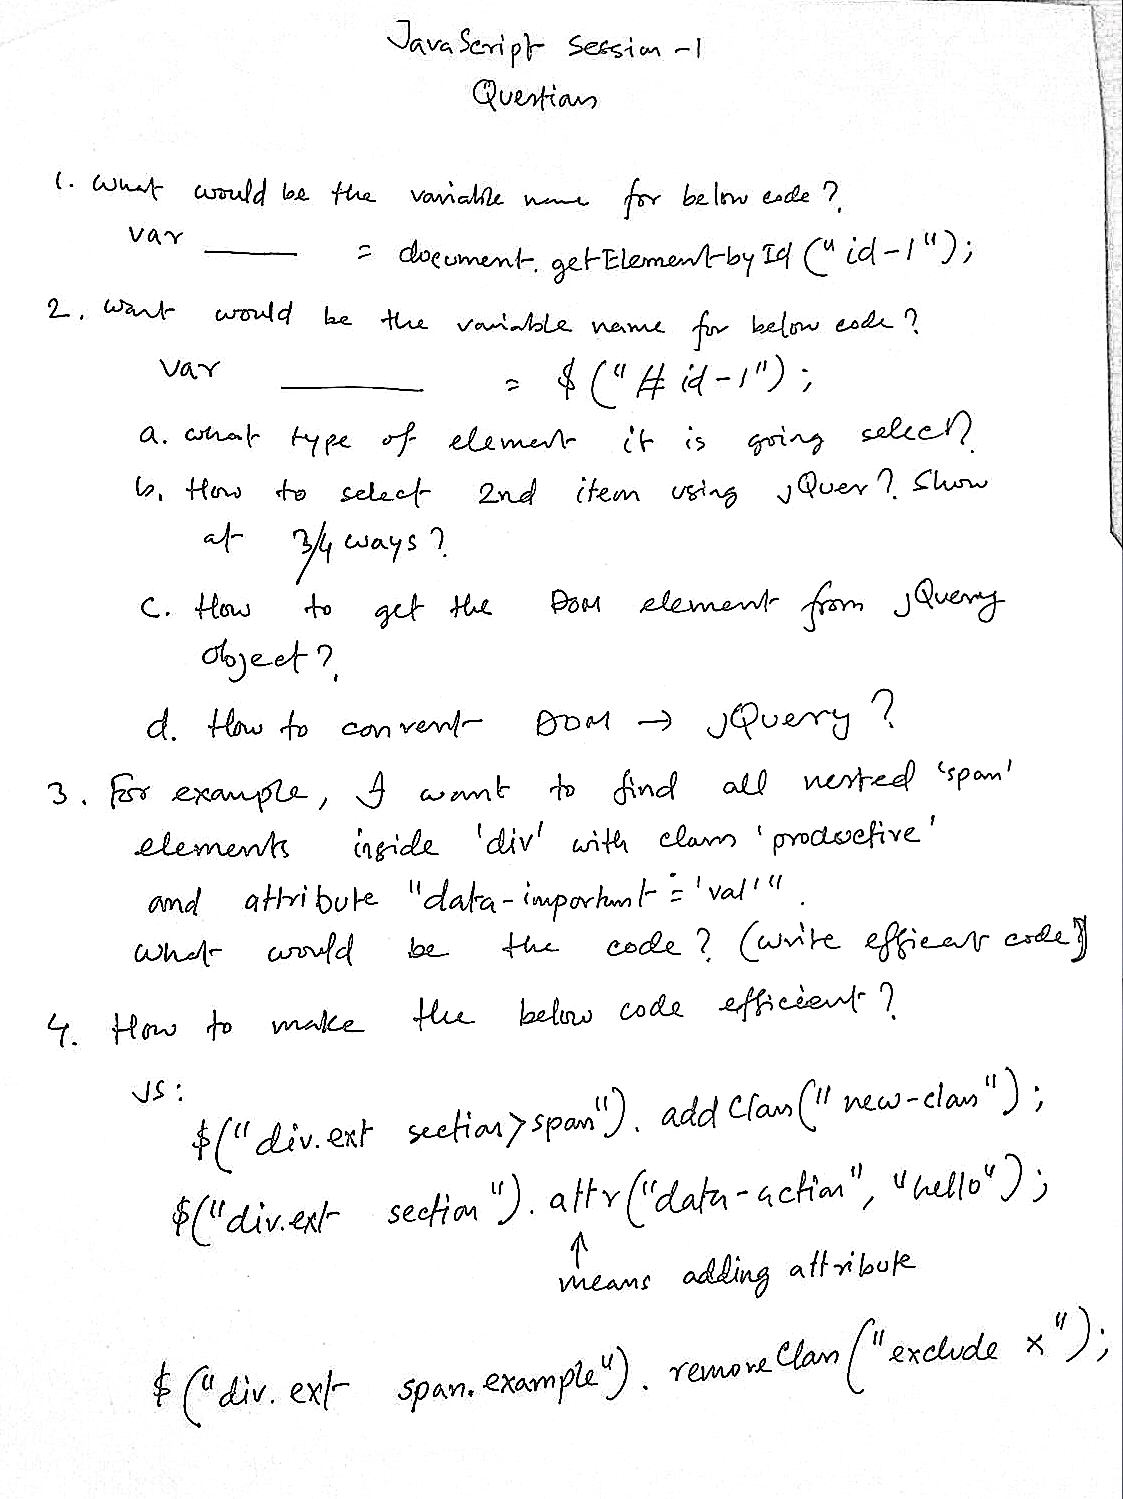 JavaScript Session - 1
Questions
1. What would be the variable name for below code?
var ____ = document.getElementbyId("id-1");
2. Want would be the variable name for below code?
var ____ = $("#id-1");
a. what type of element it is going select?
b. How to select 2nd item using jQuer? Show
at 3/4 ways?
c. How to get the DOM element from jQuery
Object?
d. How to convert DOM → jQuery?
3. For example, I want to find all nested 'span'
elements inside 'div' with class 'productive'
and attribute "data-important='val'".
What would be the code? (write efficeat code)
4. How to make the below code efficient?
JS:
$("div.ext section>span").addClass("new-class");
$("div.ext section").attr("data-action", "hello");
↑
means adding attribute
$("div.ext span.example").removeClass("exclude x");